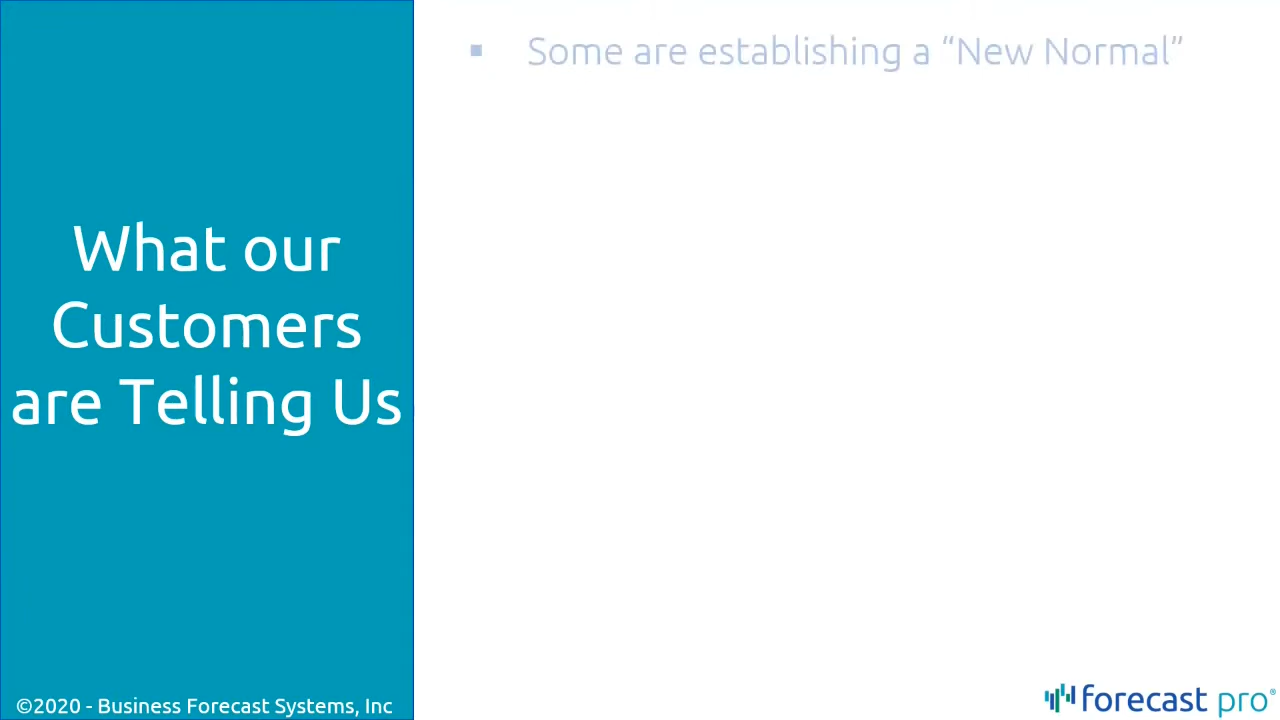 What our
Customers
are Telling Us
▪ Some are establishing a “New Normal”
©2020 - Business Forecast Systems, Inc
forecast pro®